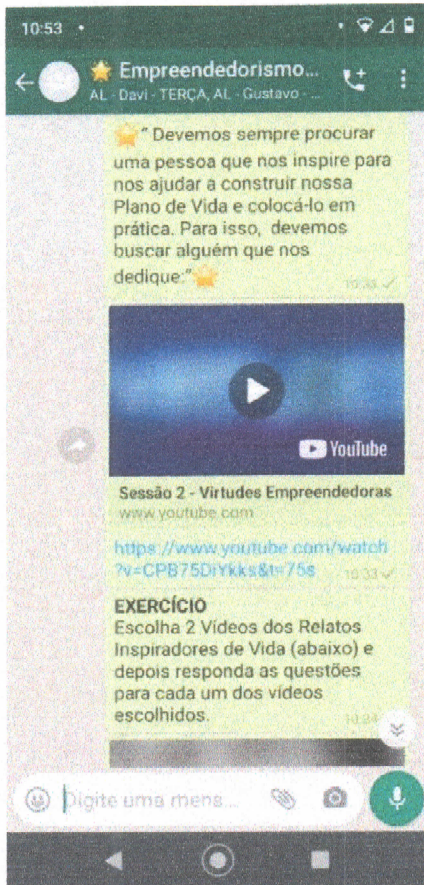 10:53
Empreendedorismo...
AL - Davi - TERÇA, AL - Gustavo - ...
" Devemos sempre procurar
uma pessoa que nos inspire para
nos ajudar a construir nossa
Plano de Vida e colocá-lo em
prática. Para isso, devemos
buscar alguém que nos
dedique:"
10:33
YouTube
Sessão 2 - Virtudes Empreendedoras
www.youtube.com
https://www.youtube.com/watch
?v=CPB75DiYkks&t=75s
10:33
EXERCÍCIO
Escolha 2 Vídeos dos Relatos
Inspiradores de Vida (abaixo) e
depois responda as questões
para cada um dos vídeos
escolhidos.
10:34
Digite uma mens...